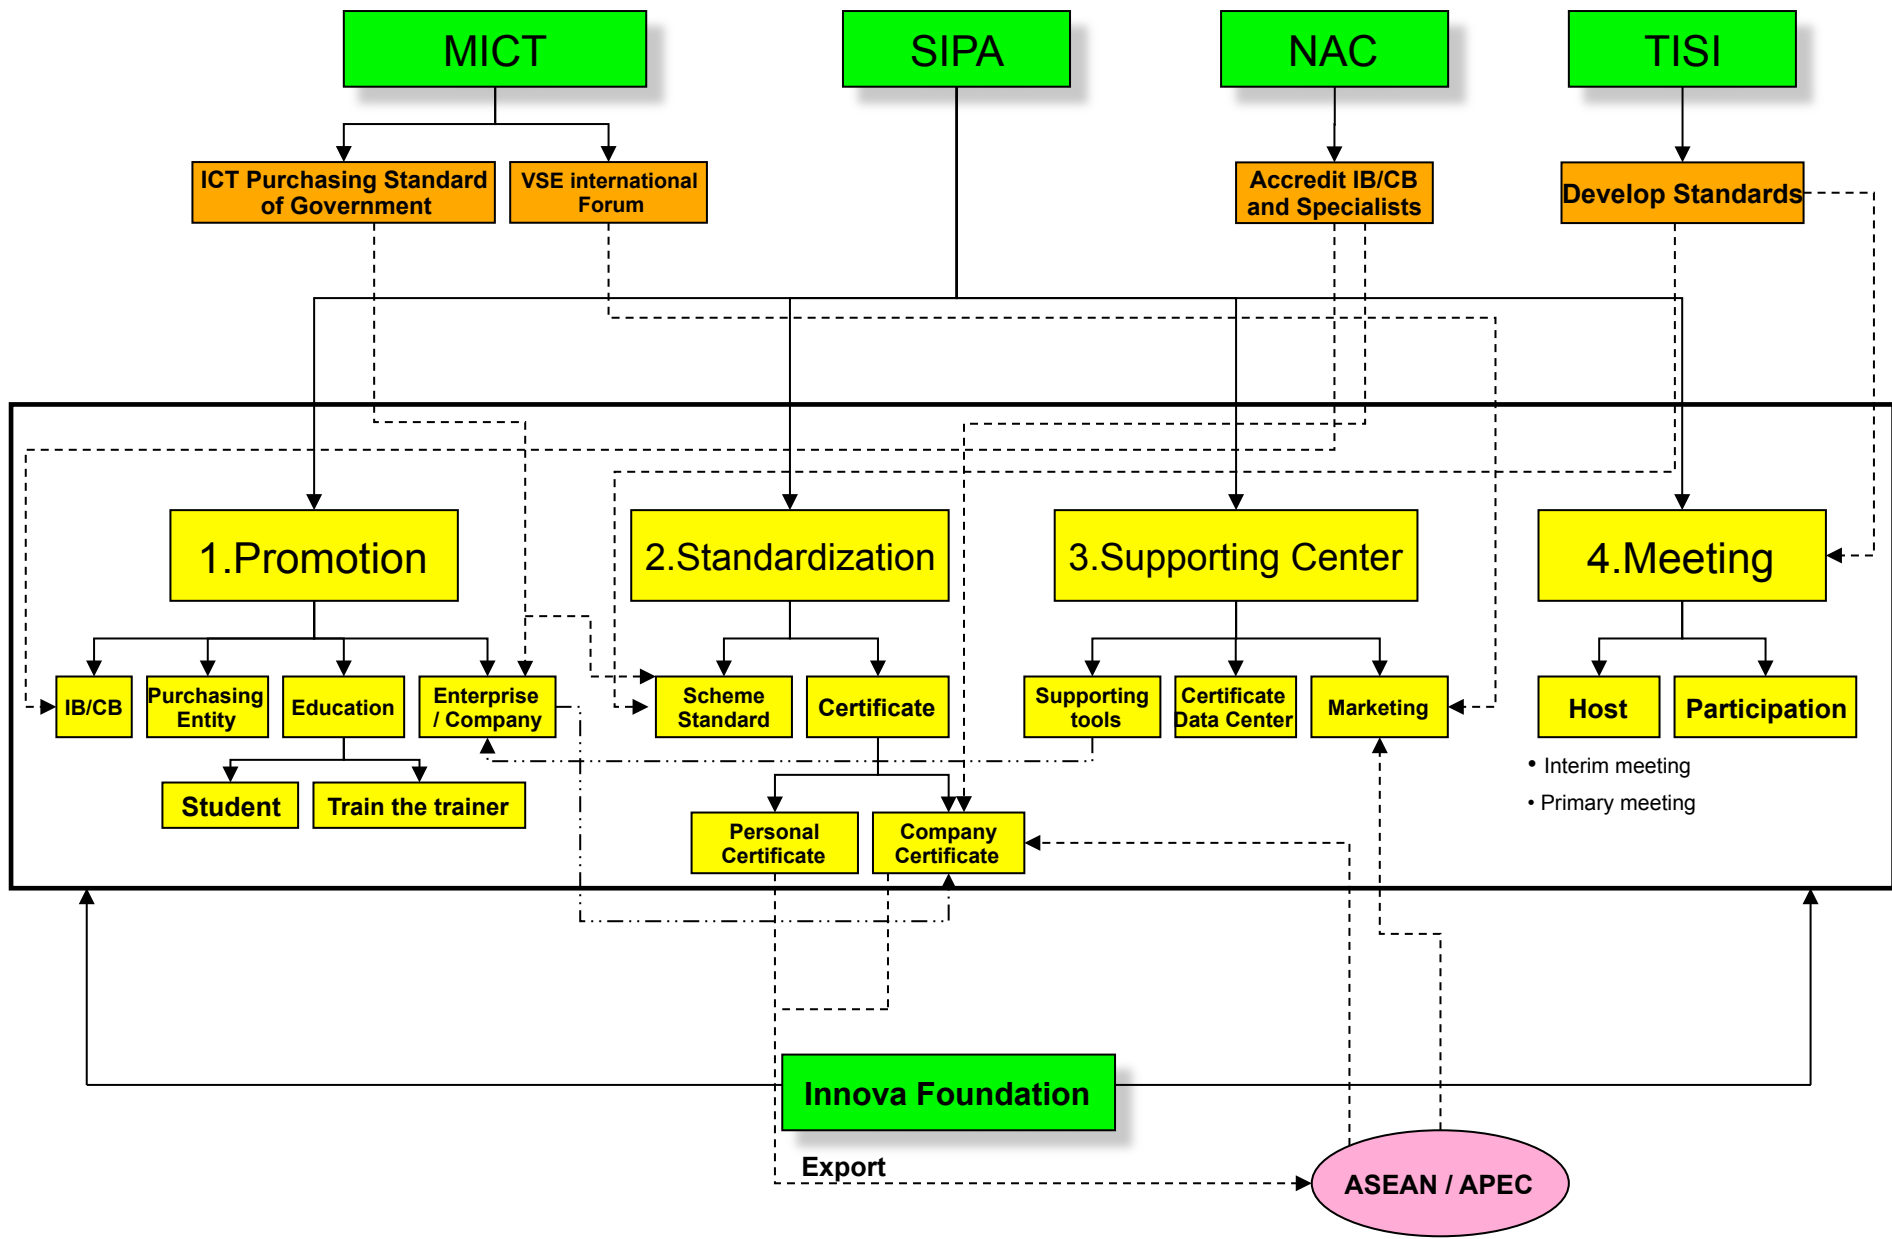 MICT
SIPA
NAC
TISI
ICT Purchasing Standard
of Government
VSE international
Forum
Accredit IB/CB
and Specialists
Develop Standards
1.Promotion
2.Standardization
3.Supporting Center
4.Meeting
IB/CB
Purchasing
Entity
Education
Enterprise
/ Company
Scheme
Standard
Certificate
Supporting
tools
Certificate
Data Center
Marketing
Host
Participation
• Interim meeting
• Primary meeting
Student
Train the trainer
Personal
Certificate
Company
Certificate
Innova Foundation
Export
ASEAN / APEC